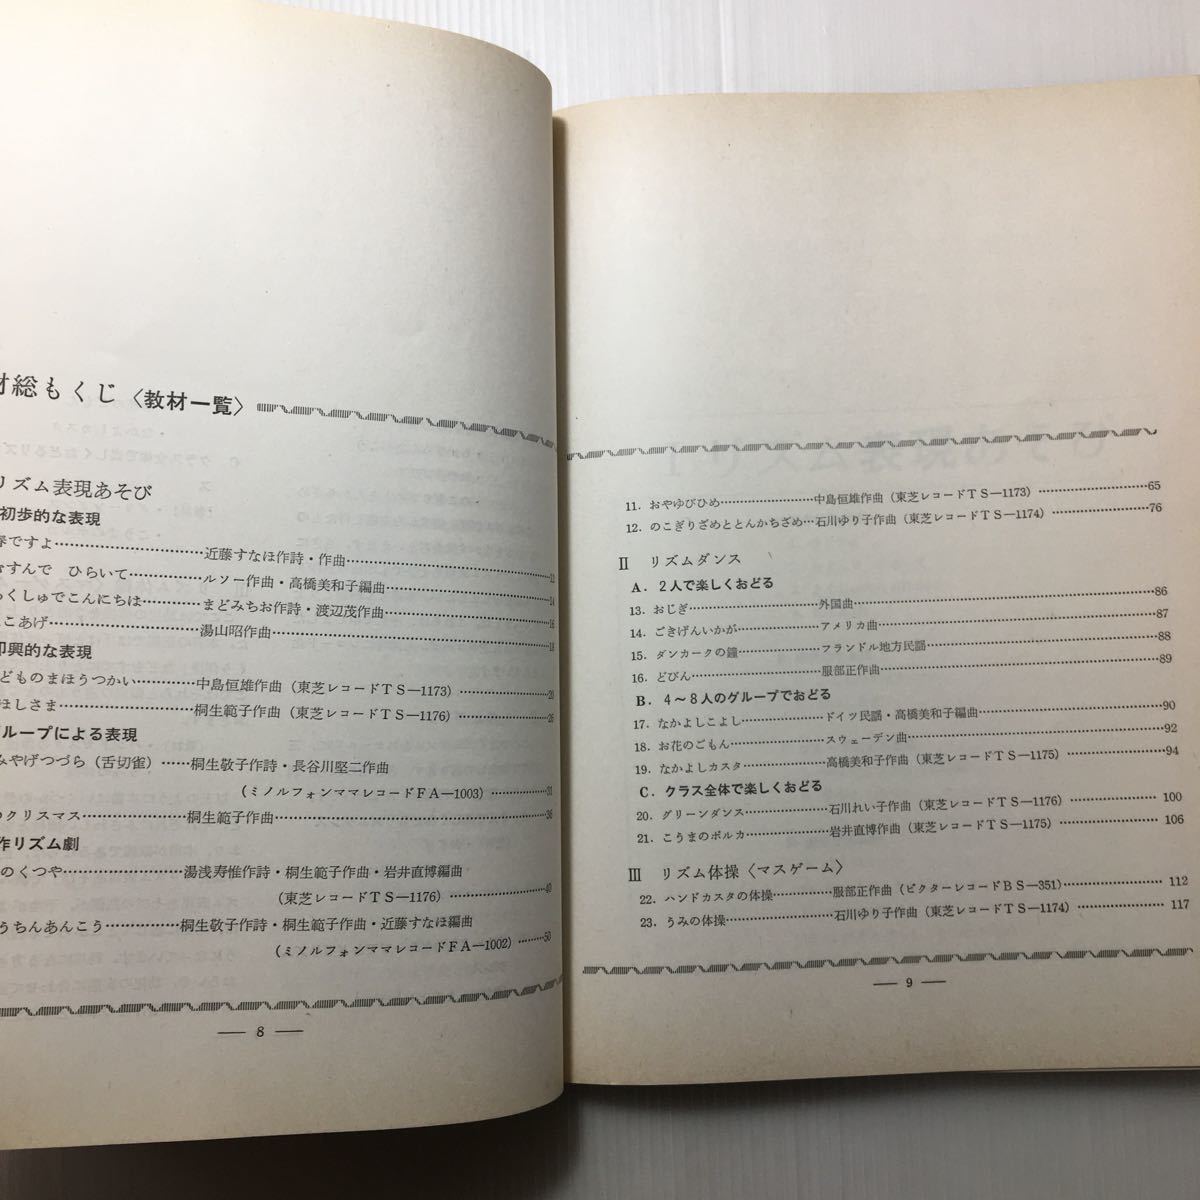 材総もくじ〈教材一覧〉
リズム表現あそび
初歩的な表現
春ですよ……近藤すなほ作詩・作曲……12
むすんで　ひらいて……ルソー作曲・高橋美和子編曲……14
くしゅでこんにちは……まどみちお作詩・渡辺茂作曲……16
こあげ……湯山昭作曲……18
即興的な表現
どものまほうつかい……中島恒雄作曲（東芝レコードTS—1173）……20
ほしさま……桐生範子作曲（東芝レコードTS—1176）……26
ループによる表現
みやげつづら（舌切雀）……桐生敬子作詩・長谷川堅二作曲
（ミノルフォンママレコードFA—1003）……31
のクリスマス……桐生範子作曲……36
作リズム劇
のくつや……湯浅寿惟作詩・桐生範子作曲・岩井直博編曲
（東芝レコードTS—1176）……40
うちんあんこう……桐生敬子作詩・桐生範子作曲・近藤すなほ編曲
（ミノルフォンママレコードFA—1002）……50
— 8 —
11. おやゆびひめ……中島恒雄作曲（東芝レコードTS—1173）……65
12. のこぎりざめととんかちざめ…石川ゆり子作曲（東芝レコードTS—1174）……76
Ⅱ　リズムダンス
A. 2人で楽しくおどる
13. おじぎ……外国曲……86
14. ごきげんいかが……アメリカ曲……87
15. ダンカークの鐘……フランドル地方民謡……88
16. どびん……服部正作曲……89
B. 4～8人のグループでおどる
17. なかよしこよし……ドイツ民謡・高橋美和子編曲……90
18. お花のごもん……スウェーデン曲……92
19. なかよしカスタ……高橋美和子作曲（東芝レコードTS—1175）……94
C. クラス全体で楽しくおどる
20. グリーンダンス……石川れい子作曲（東芝レコードTS—1176）……100
21. こうまのポルカ……岩井直博作曲（東芝レコードTS—1175）……106
Ⅲ　リズム体操〈マスゲーム〉
22. ハンドカスタの体操……服部正作曲（ビクターレコードBS—351）……112
23. うみの体操……石川ゆり子作曲（東芝レコードTS—1174）……117
— 9 —